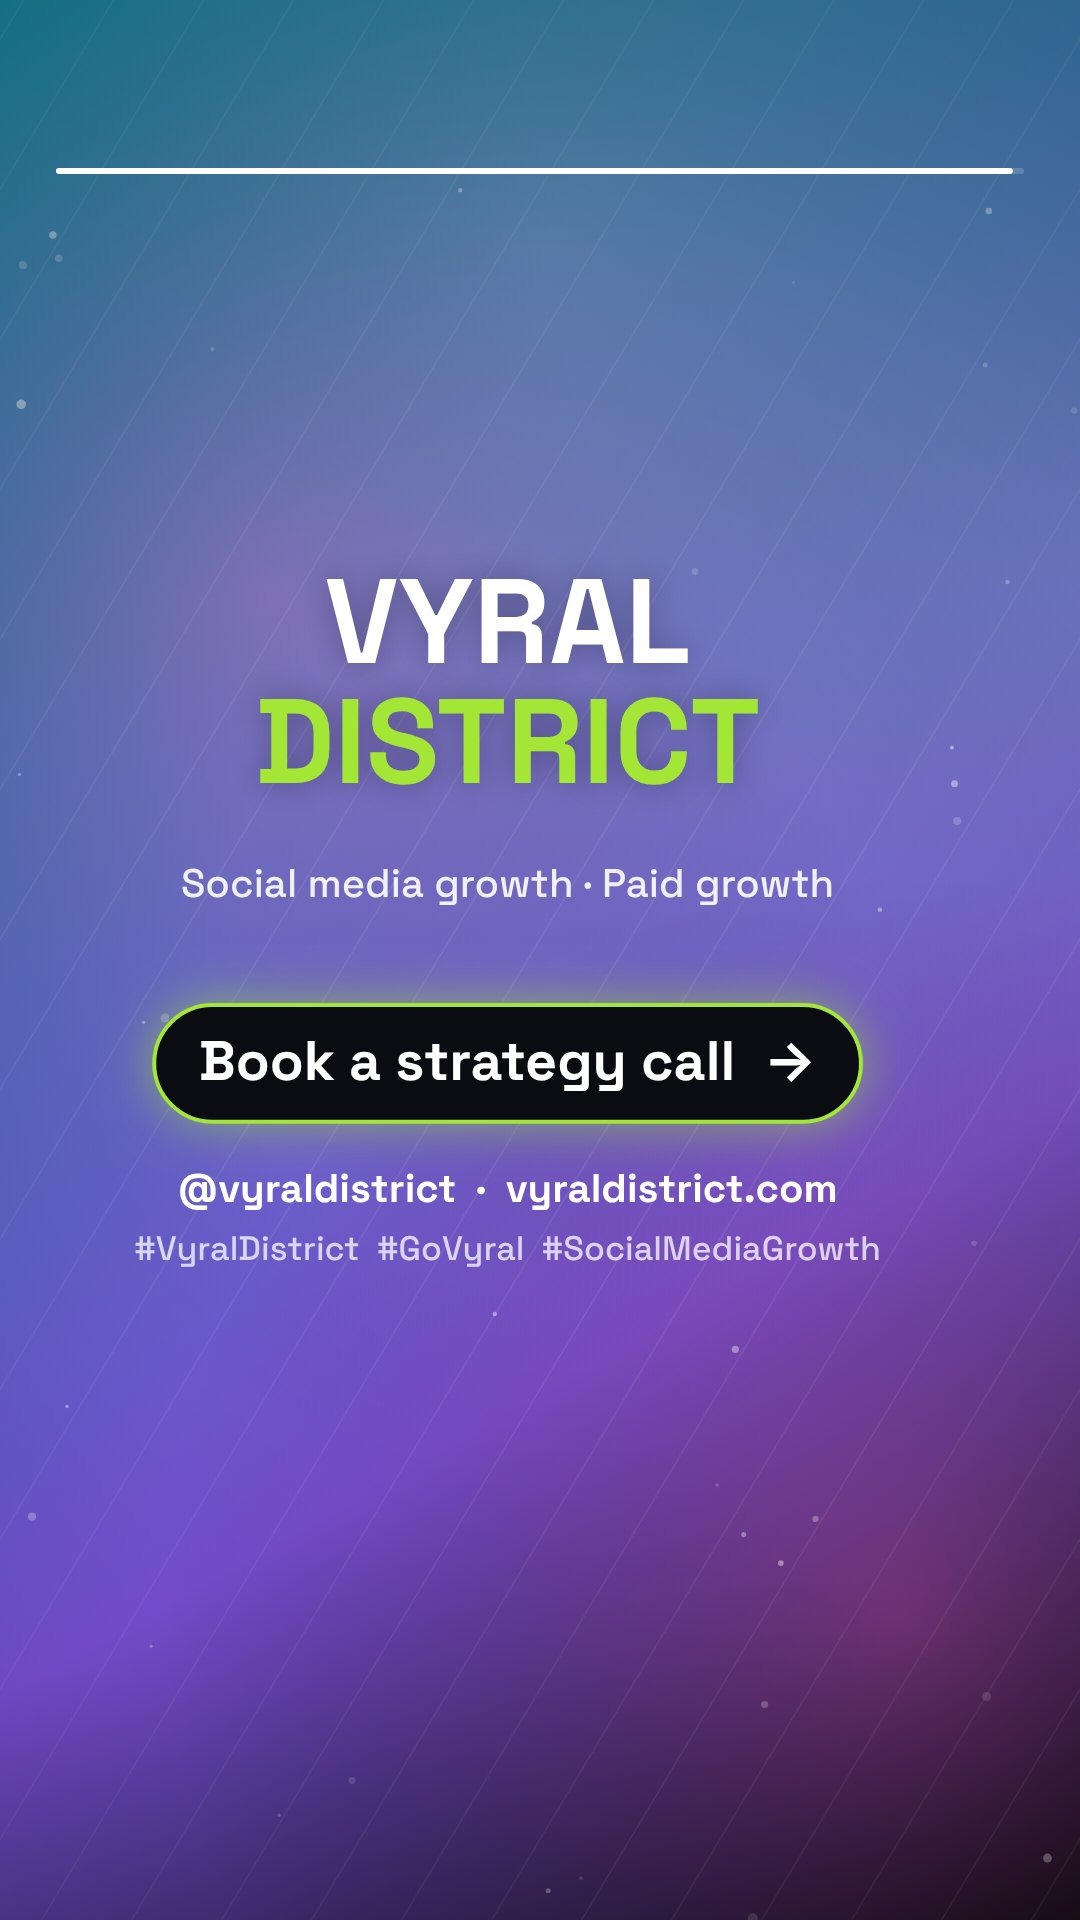 VYRAL
DISTRICT
Social media growth · Paid growth
Book a strategy call →
@vyraldistrict · vyraldistrict.com
#VyralDistrict #GoVyral #SocialMediaGrowth